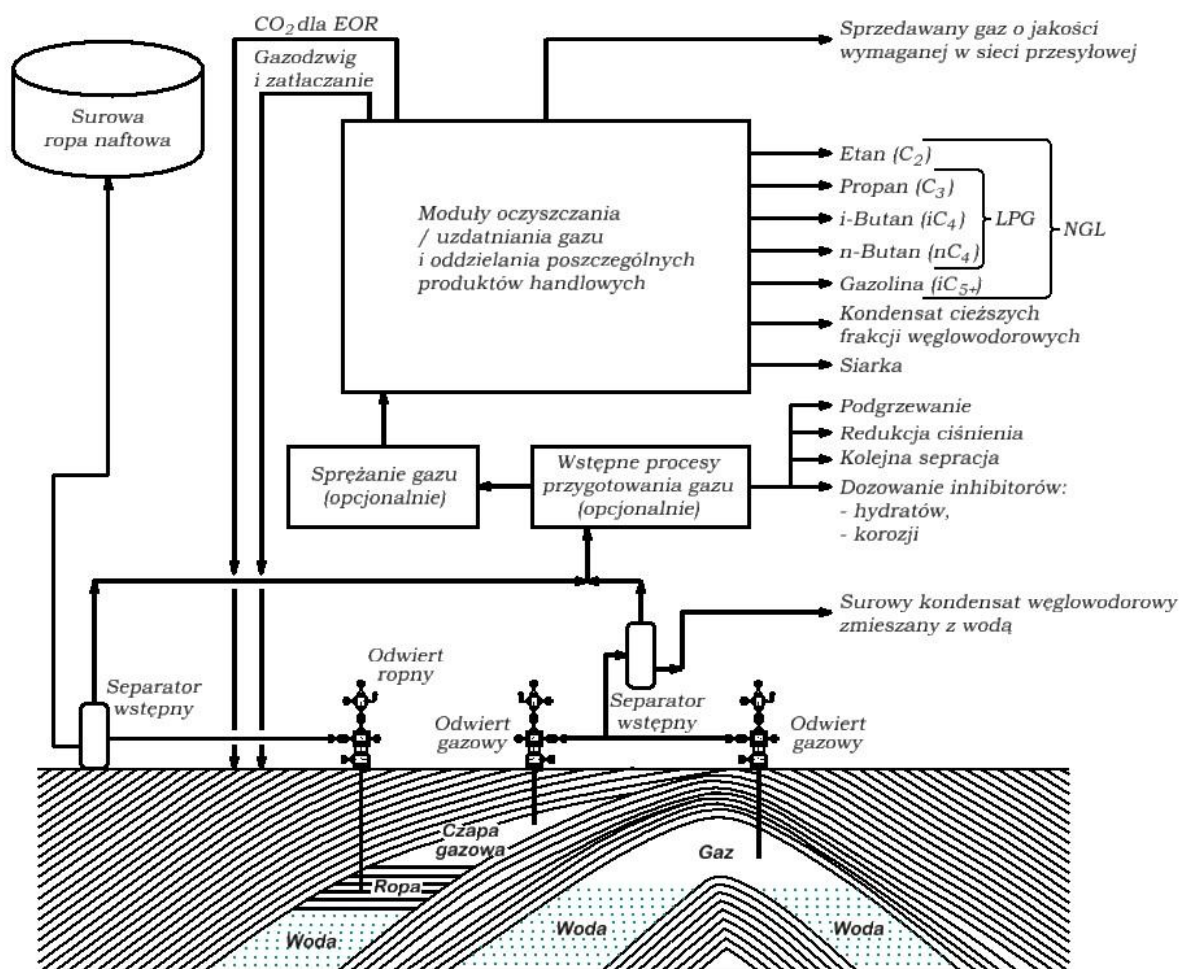 CO2 dla EOR
Gazodzwig
i zatłaczanie
Sprzedawany gaz o jakości
wymaganej w sieci przesyłowej
Surowa
ropa naftowa
Moduły oczyszczania
/ uzdatniania gazu
i oddzielania poszczególnych
produktów handlowych
Etan (C2)
Propan (C3)
i-Butan (iC4)
n-Butan (nC4)
Gazolina (iC5+)
LPG
NGL
Kondensat cieższych
frakcji węglowodorowych
Siarka
Podgrzewanie
Redukcja ciśnienia
Kolejna sepracja
Dozowanie inhibitorów:
- hydratów,
- korozji
Sprężanie gazu
(opcjonalnie)
Wstępne procesy
przygotowania gazu
(opcjonalnie)
Surowy kondensat węglowodorowy
zmieszany z wodą
Separator
wstępny
Odwiert
ropny
Odwiert
gazowy
Separator
wstępny
Odwiert
gazowy
Czapa
gazowa
Ropa
Woda
Gaz
Woda
Woda